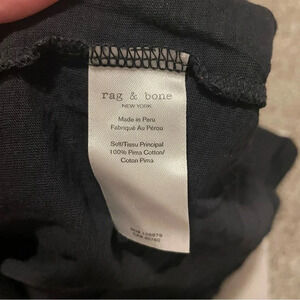 rag & bone
NEW YORK
Made in Peru
Fabriqué Au Pérou
Self/Tissu Principal
100% Pima Cotton/
Coton Pima